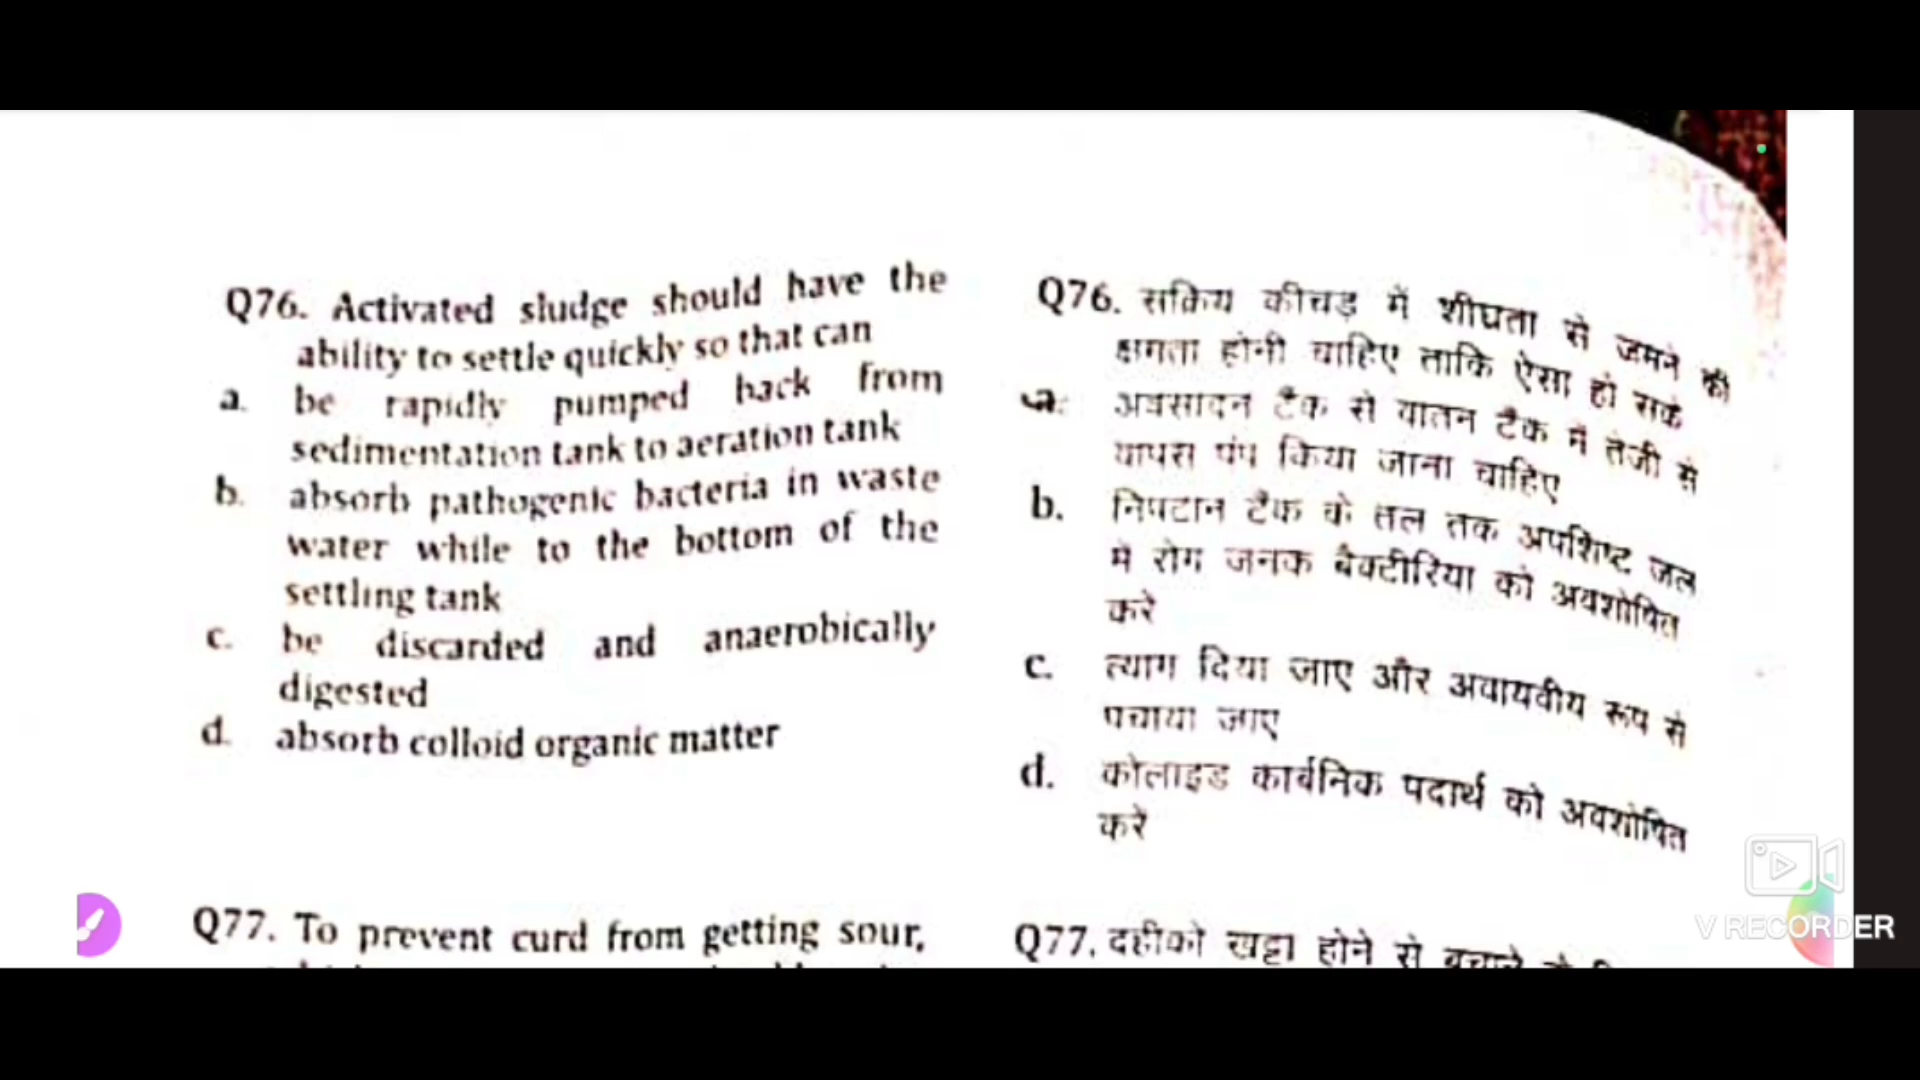 Q76. Activated sludge should have the
ability to settle quickly so that can
a. be rapidly pumped back from
sedimentation tank to aeration tank
b. absorb pathogenic bacteria in waste
water while to the bottom of the
settling tank
c. be discarded and anaerobically
digested
d. absorb colloid organic matter
Q77. To prevent curd from getting sour,
Q76. सक्रिय कीचड़ में शीघ्रता से जमने की
क्षमता होनी चाहिए ताकि ऐसा हो सके
a. अवसादन टैंक से वातन टैंक में तेजी से
वापस पंप किया जाना चाहिए
b. निपटान टैंक के तल तक अपशिष्ट जल
में रोग जनक बैक्टीरिया को अवशोषित
करें
c. त्याग दिया जाए और अवायवीय रूप से
पचाया जाए
d. कोलाइड कार्बनिक पदार्थ को अवशोषित
करें
Q77. दहीको खट्टा होने से बचाने
V RECORDER